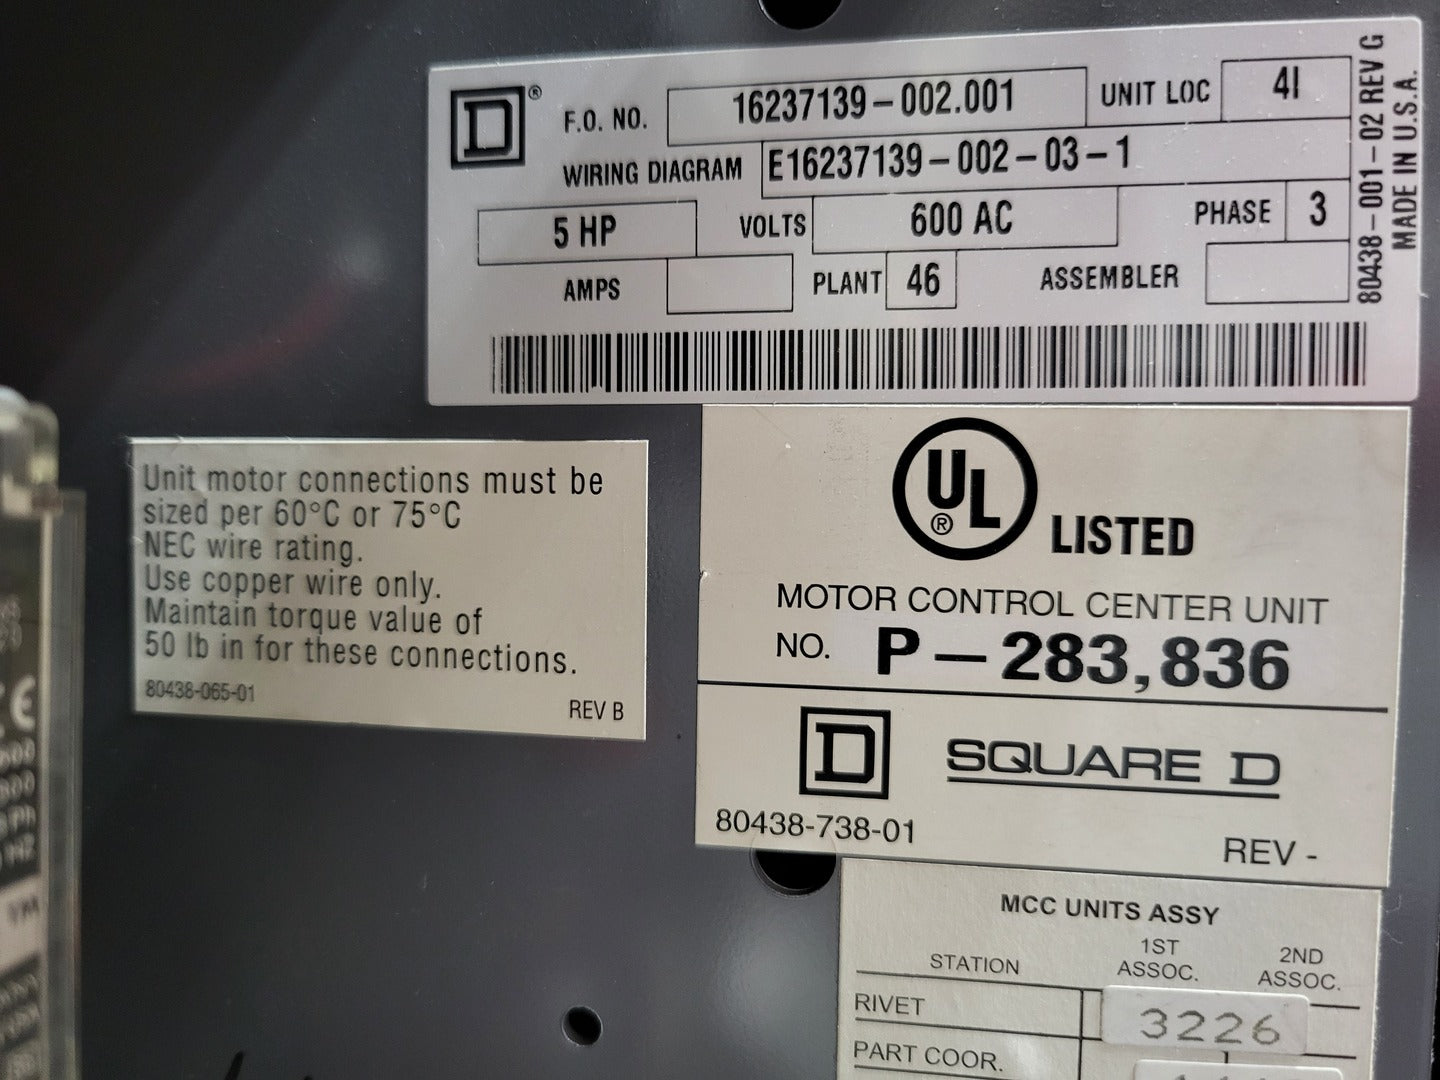 D®
F.O. NO. 16237139-002.001 UNIT LOC 4I
WIRING DIAGRAM E16237139-002-03-1
5 HP VOLTS 600 AC PHASE 3
AMPS PLANT 46 ASSEMBLER
80438-001-02 REV G
MADE IN U.S.A.
Unit motor connections must be
sized per 60°C or 75°C
NEC wire rating.
Use copper wire only.
Maintain torque value of
50 lb in for these connections.
80438-065-01
REV B
UL® LISTED
MOTOR CONTROL CENTER UNIT
NO. P-283,836
D SQUARE D
80438-738-01
REV -
MCC UNITS ASSY
STATION 1ST ASSOC. 2ND ASSOC.
RIVET 3226
PART COOR.